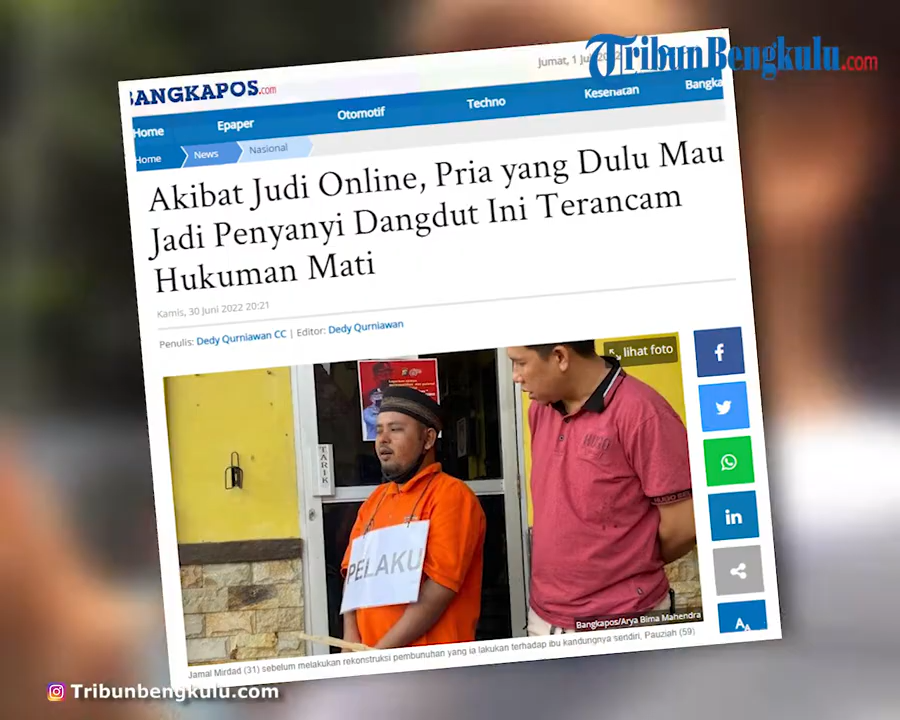 TribunBengkulu.com
BANGKAPOS.com
Jumat, 1
Home Epaper Otomotif Techno Kesehatan Bangka
Home News Nasional
Akibat Judi Online, Pria yang Dulu Mau
Jadi Penyanyi Dangdut Ini Terancam
Hukuman Mati
Kamis, 30 Juni 2022 20:21
Penulis: Dedy Qurniawan CC | Editor: Dedy Qurniawan
lihat foto
TARIK
PELAKU
HUGO
Bangkapos/Arya Bima Mahendra
Jamal Mirdad (31) sebelum melakukan rekonstruksi pembunuhan yang ia lakukan terhadap ibu kandungnya sendiri, Pauziah (59)
Tribunbengkulu.com